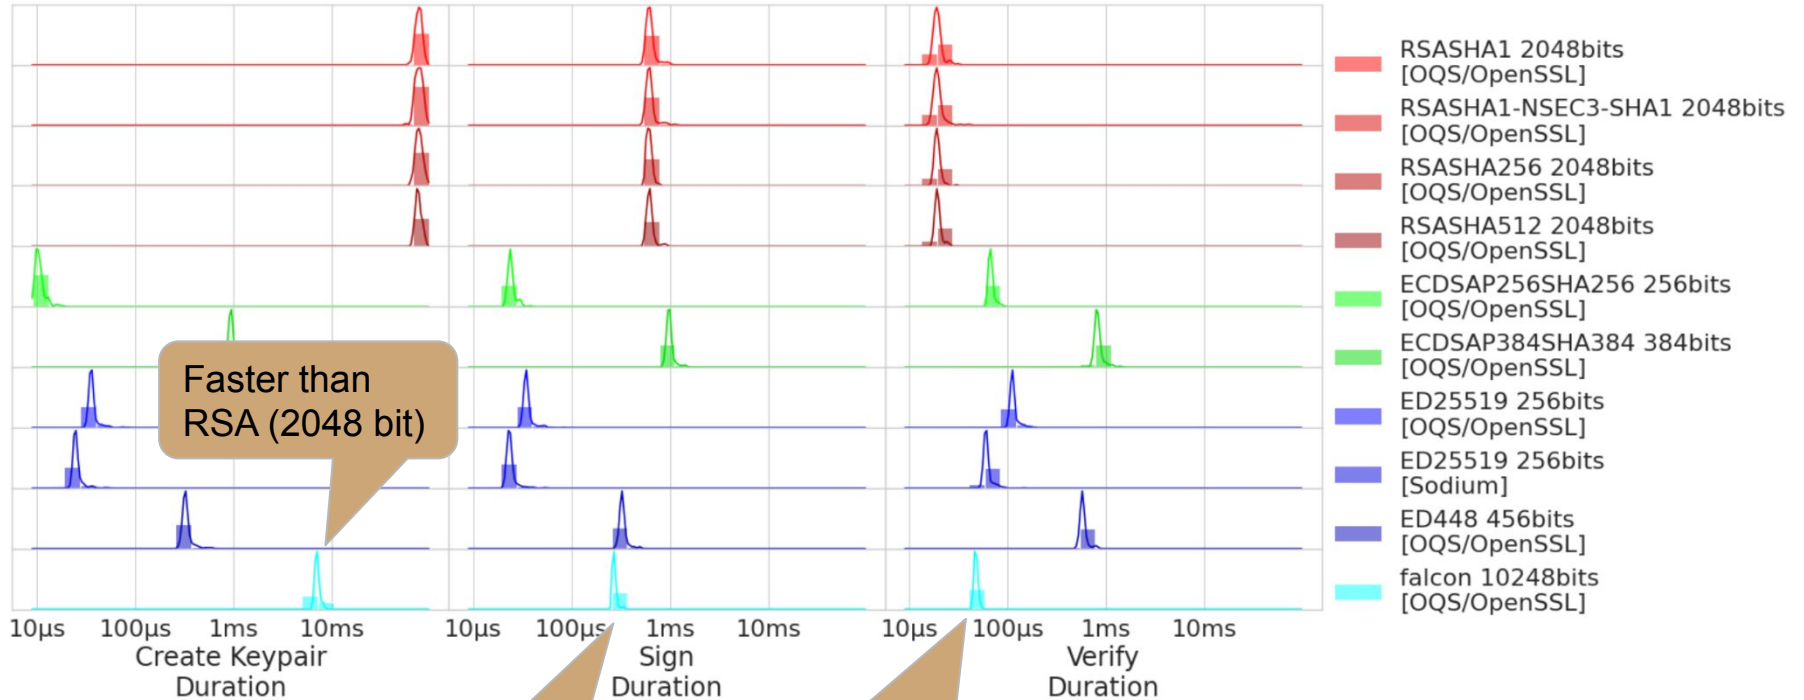 RSASHA1 2048bits
[OQS/OpenSSL]
RSASHA1-NSEC3-SHA1 2048bits
[OQS/OpenSSL]
RSASHA256 2048bits
[OQS/OpenSSL]
RSASHA512 2048bits
[OQS/OpenSSL]
ECDSAP256SHA256 256bits
[OQS/OpenSSL]
ECDSAP384SHA384 384bits
[OQS/OpenSSL]
ED25519 256bits
[OQS/OpenSSL]
ED25519 256bits
[Sodium]
ED448 456bits
[OQS/OpenSSL]
falcon 10248bits
[OQS/OpenSSL]
Faster than
RSA (2048 bit)
10µs 100µs 1ms 10ms
Create Keypair
Duration
10µs 100µs 1ms 10ms
Sign
Duration
10µs 100µs 1ms 10ms
Verify
Duration